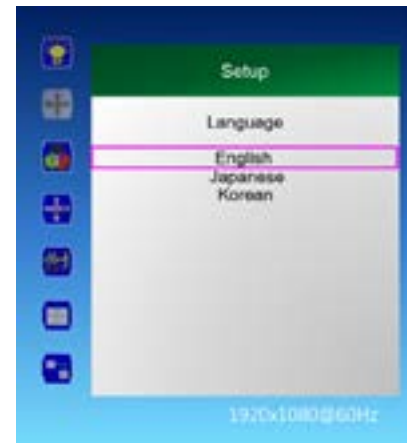 Setup
Language
English
Japanese
Korean
1920x1080@60Hz